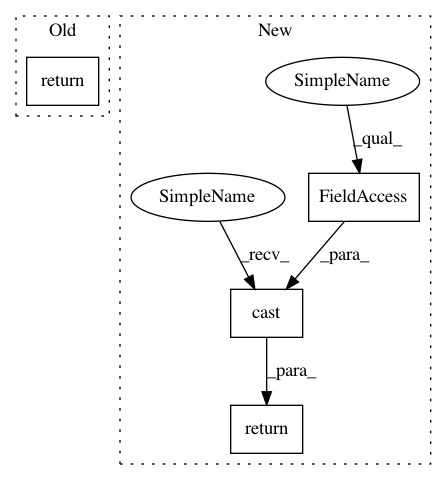 Old
New
return
SimpleName
_qual_
SimpleName
FieldAccess
_recv_
_para_
cast
_para_
return